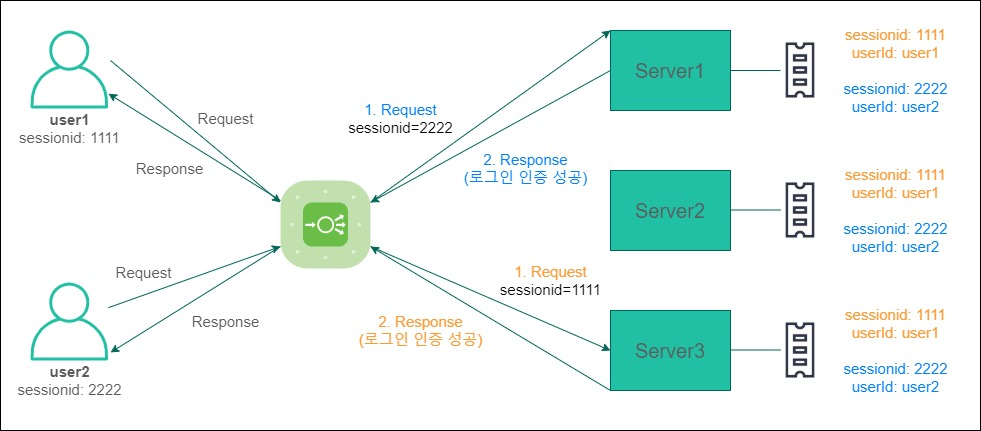 user1
sessionid: 1111
Request
Response
Request
Response
user2
sessionid: 2222
1. Request
sessionid=2222
2. Response
(로그인 인증 성공)
1. Request
sessionid=1111
2. Response
(로그인 인증 성공)
Server1
sessionid: 1111
userId: user1
sessionid: 2222
userId: user2
Server2
sessionid: 1111
userId: user1
sessionid: 2222
userId: user2
Server3
sessionid: 1111
userId: user1
sessionid: 2222
userId: user2